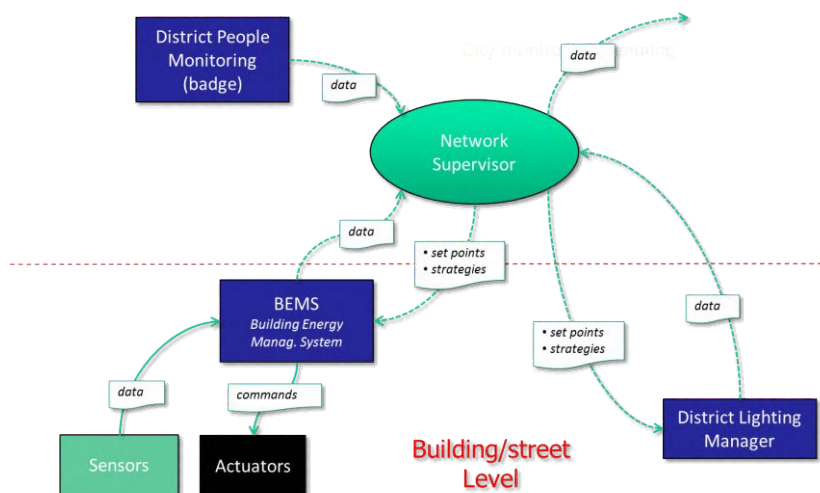 District People
Monitoring
(badge)
data
data
Network
Supervisor
data
• set points
• strategies
BEMS
Building Energy
Manag. System
data
• set points
• strategies
data
commands
District Lighting
Manager
Sensors
Actuators
Building/street
Level